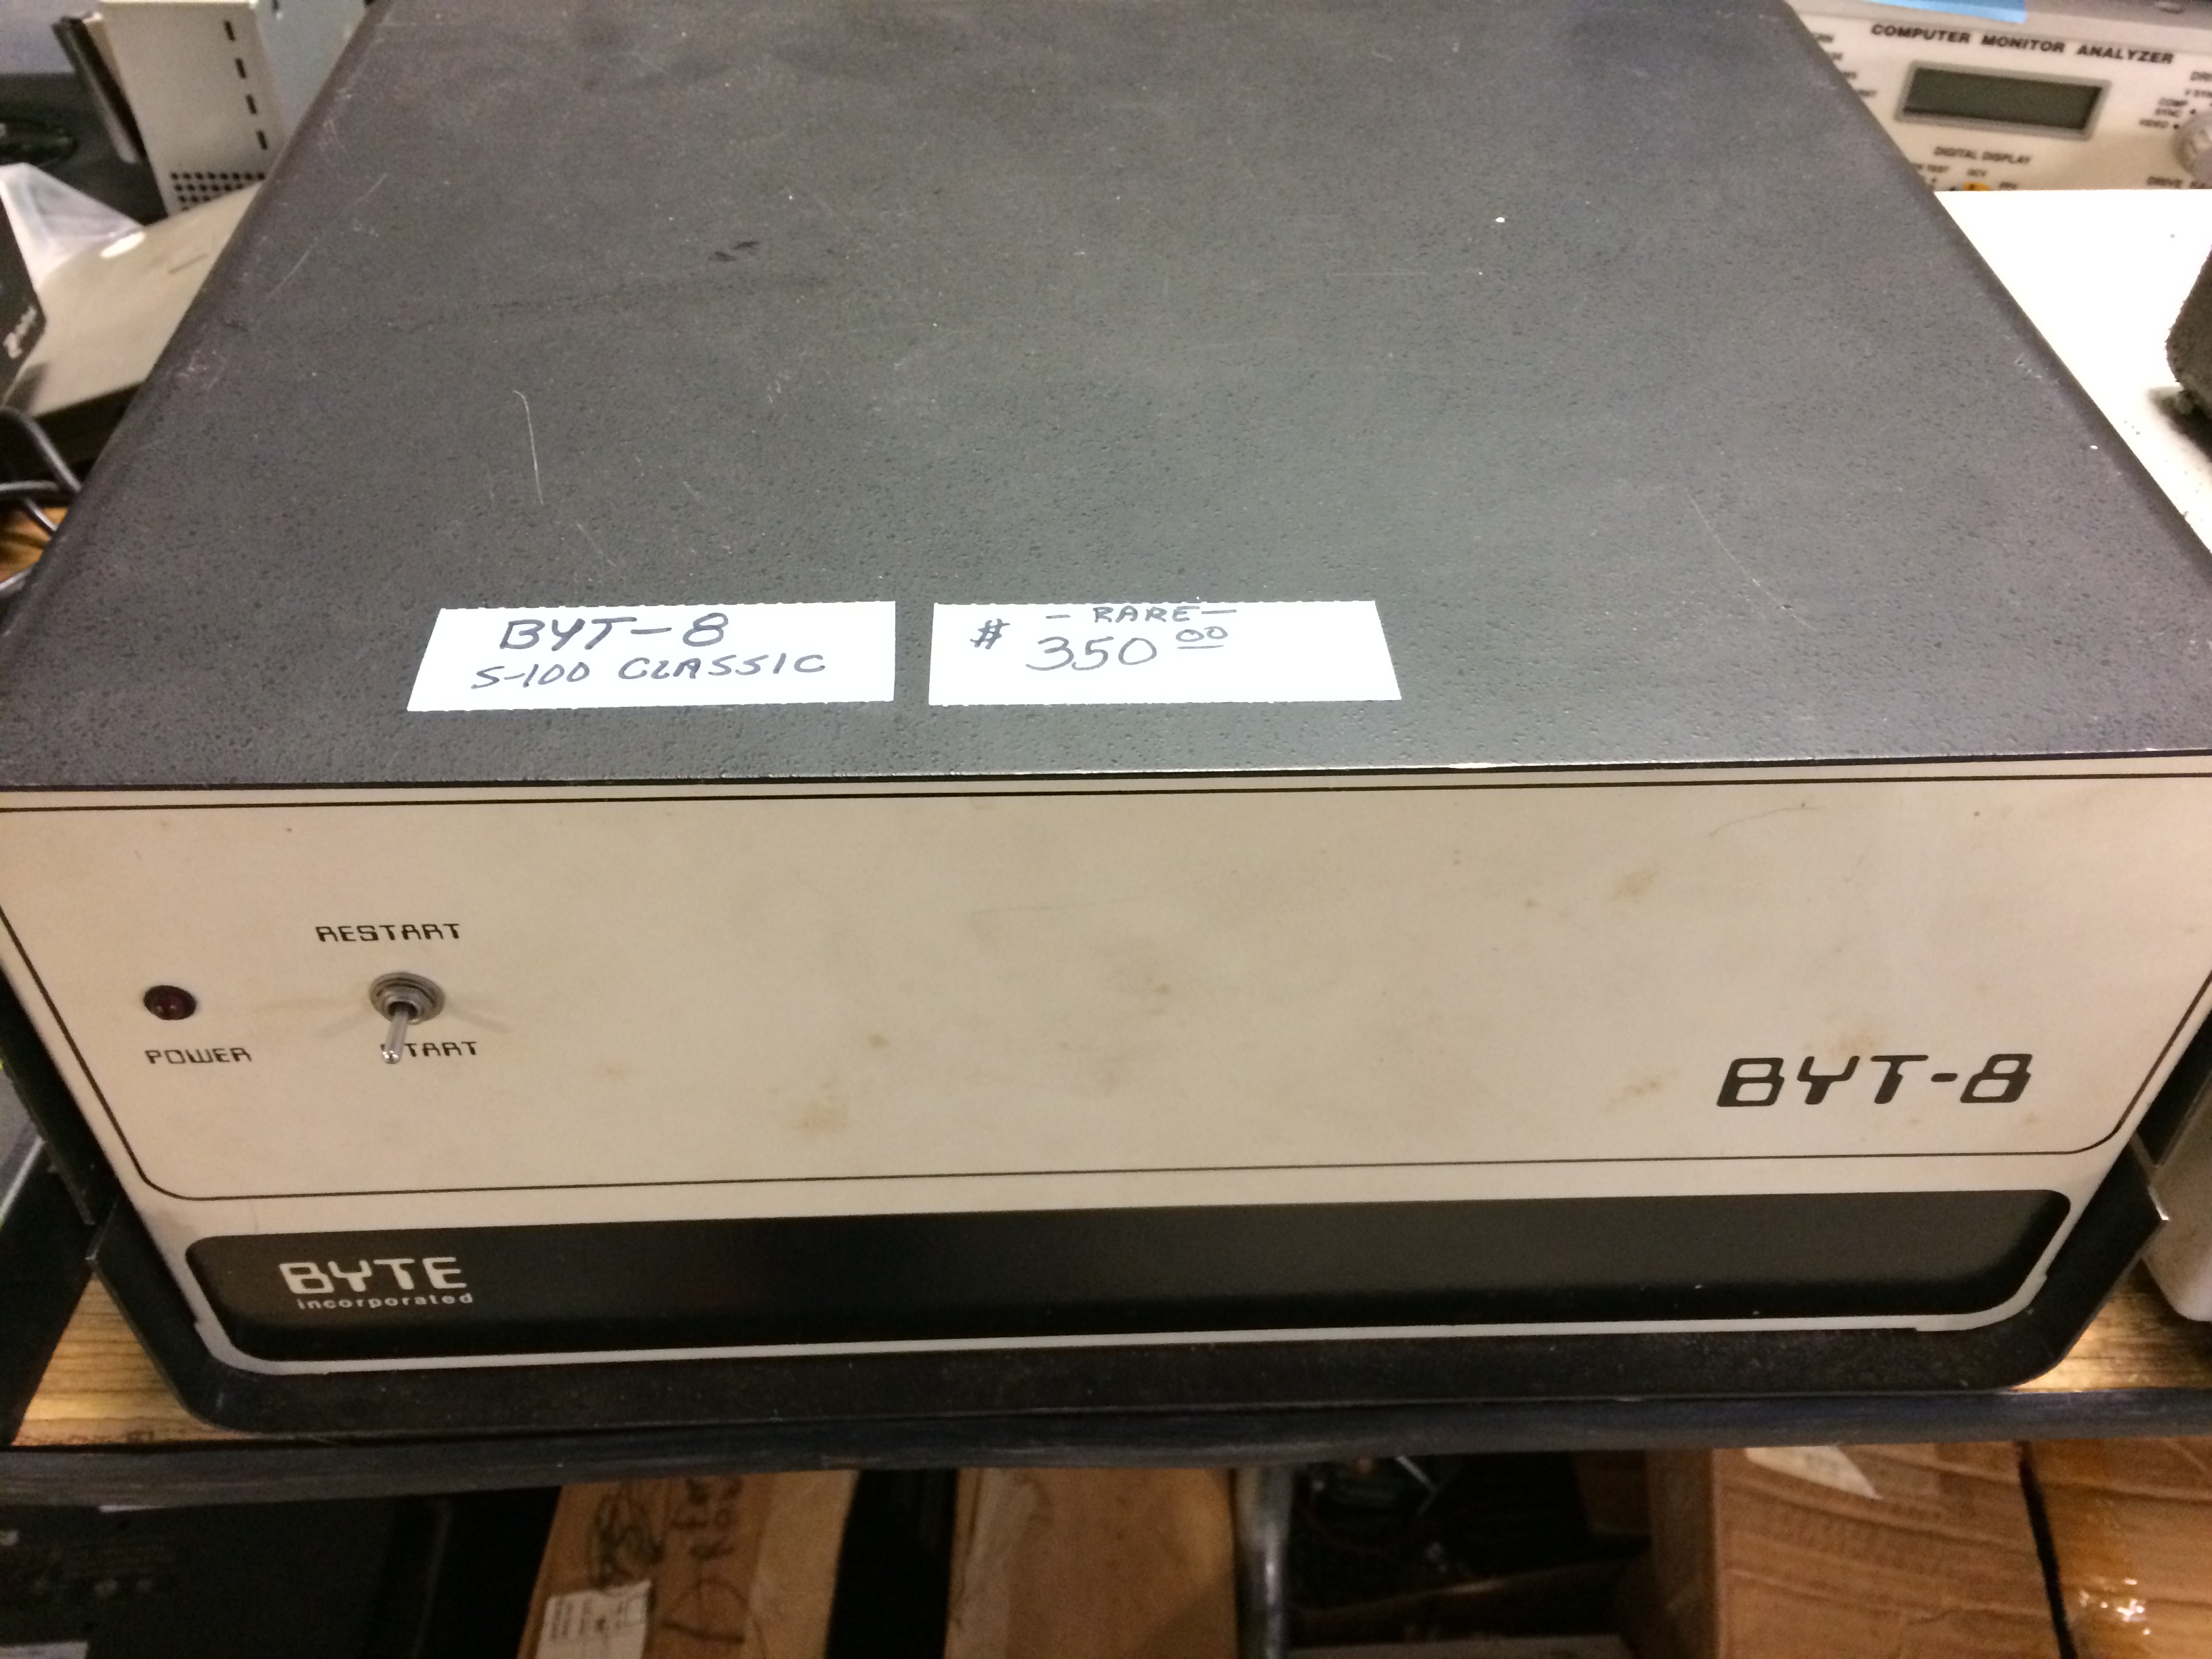 COMPUTER MONITOR ANALYZER
DIGITAL DISPLAY
BYT-8
S-100 CLASSIC
- RARE -
$ 350 00
RESTART
POWER
START
BYT-8
BYTE
incorporated